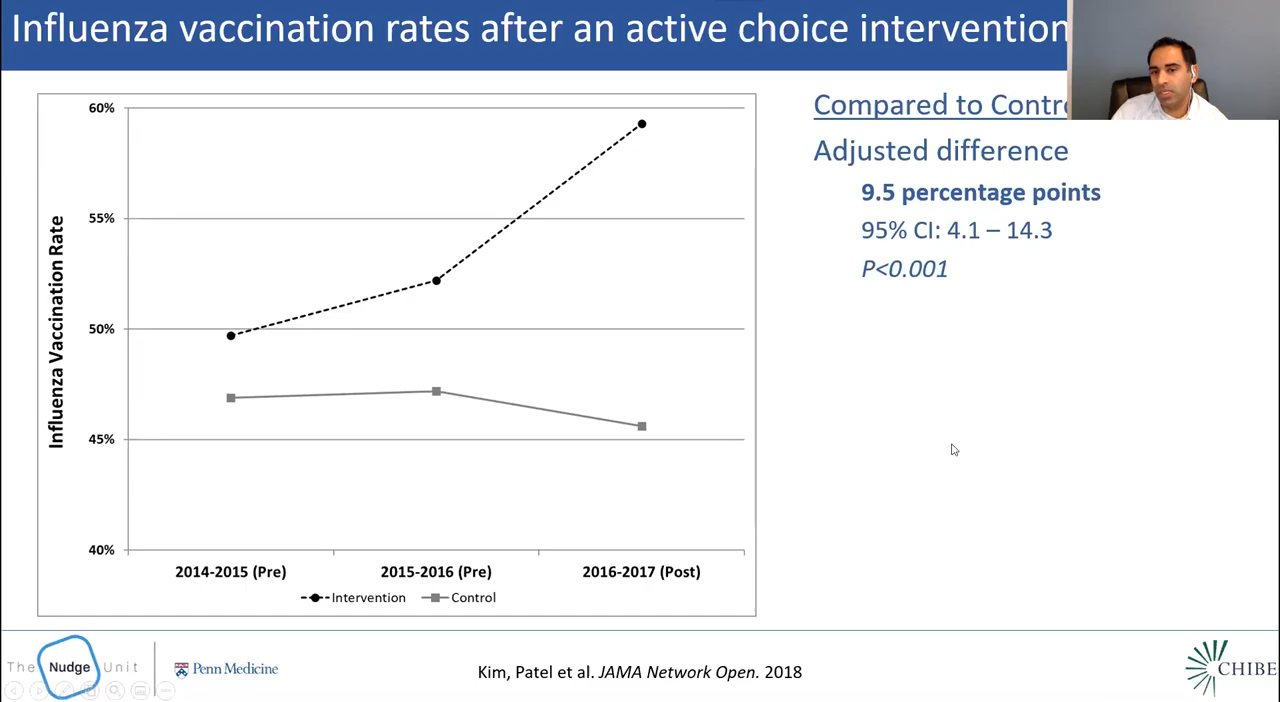 Influenza vaccination rates after an active choice intervention
Compared to Contro
Adjusted difference
9.5 percentage points
95% CI: 4.1 – 14.3
P<0.001
Influenza Vaccination Rate
60%
55%
50%
45%
40%
2014-2015 (Pre)
2015-2016 (Pre)
2016-2017 (Post)
Intervention
Control
The Nudge Unit
Penn Medicine
Kim, Patel et al. JAMA Network Open. 2018
CHIBE